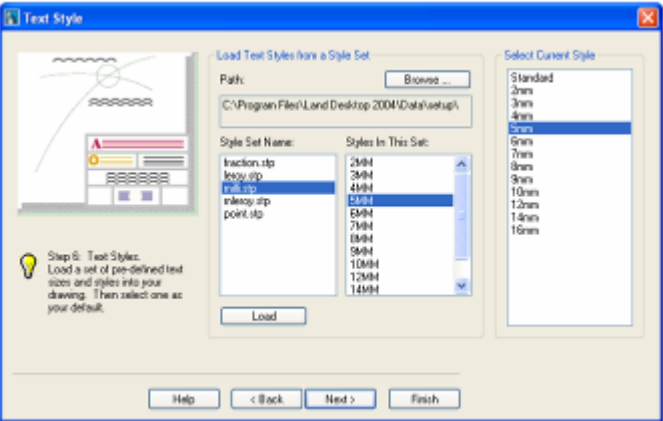 Text Style
Load Text Styles from a Style Set
Path:
Browse ...
C:\Program Files\Land Desktop 2004\Data\setup\
Style Set Name:
fraction.stp
leroy.stp
milli.stp
mleroy.stp
point.stp
Styles In This Set:
2MM
3MM
4MM
5MM
6MM
7MM
8MM
9MM
10MM
12MM
14MM
Load
Select Current Style
Standard
2mm
3mm
4mm
5mm
6mm
7mm
8mm
9mm
10mm
12mm
14mm
16mm
A
O
Step 6: Text Styles.
Load a set of pre-defined text
sizes and styles into your
drawing. Then select one as
your default.
Help
< Back
Next >
Finish